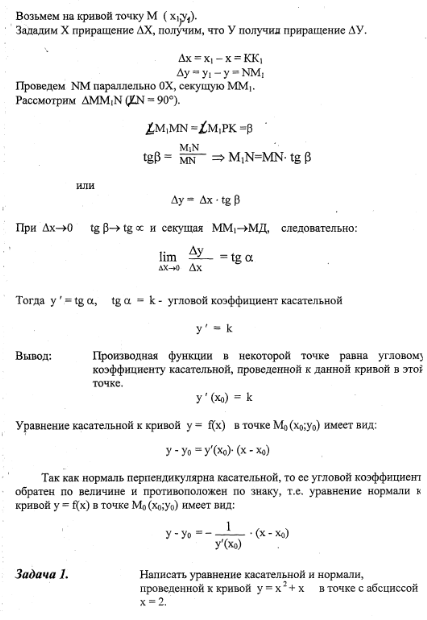 Возьмем на кривой точку М ( x₁;y₁).
Зададим X приращение ΔX, получим, что У получил приращение ΔУ.
Δx = x₁ – x = KK₁
Δy = y₁ – y = NM₁
Проведем NM параллельно 0X, секущую MM₁.
Рассмотрим ΔMM₁N (∠N = 90°).
∠M₁MN = ∠M₁PK =β
tgβ = M₁N / MN ⇒ M₁N=MN· tg β
или
Δy = Δx · tg β
При Δx→0 tg β→ tg ∝ и секущая MM₁→МД, следовательно:
lim Δx→0 Δy / Δx = tg α
Тогда y ' = tg α, tg α = k - угловой коэффициент касательной
y ' = k
Вывод: Производная функции в некоторой точке равна угловому
коэффициенту касательной, проведенной к данной кривой в этой
точке.
y ' (x₀) = k
Уравнение касательной к кривой y = f(x) в точке M₀ (x₀;y₀) имеет вид:
y - y₀ = y'(x₀)· (x - x₀)
Так как нормаль перпендикулярна касательной, то ее угловой коэффициент
обратен по величине и противоположен по знаку, т.е. уравнение нормали к
кривой y = f(x) в точке M₀ (x₀;y₀) имеет вид:
y - y₀ = – 1 / y'(x₀) · (x - x₀)
Задача 1. Написать уравнение касательной и нормали,
проведенной к кривой y = x ² + x в точке с абсциссой
x = 2.